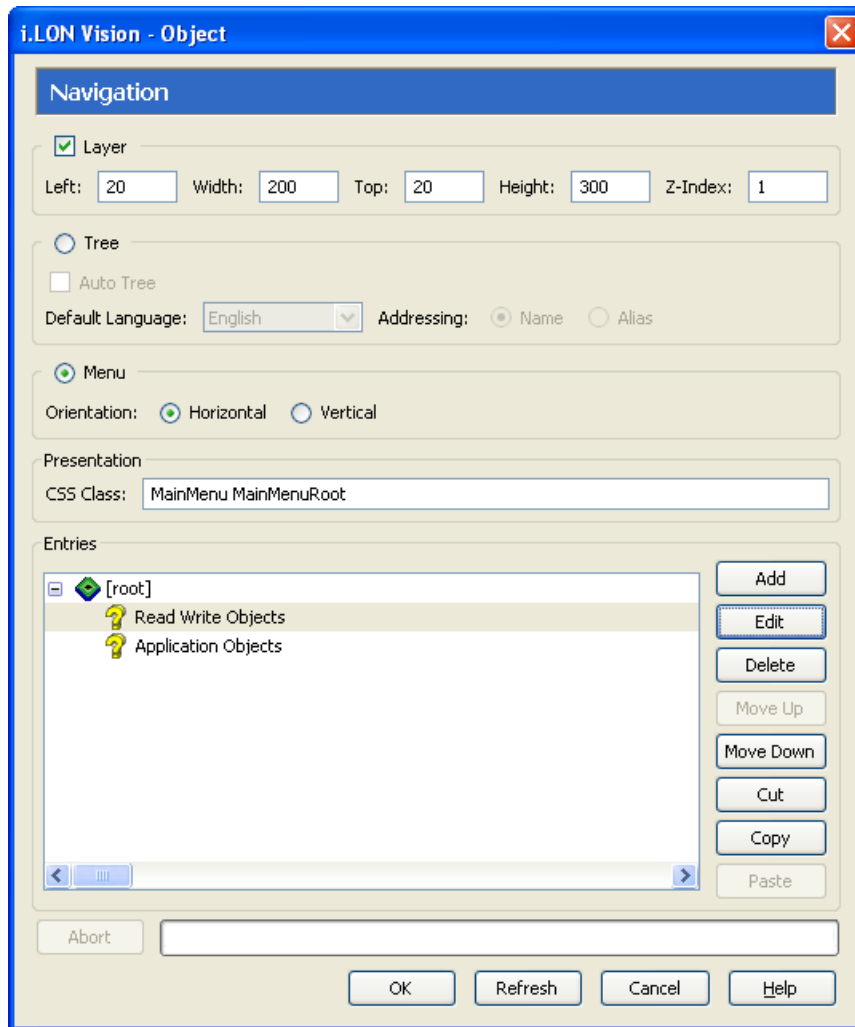 i.LON Vision - Object
Navigation
Layer
Left: 20 Width: 200 Top: 20 Height: 300 Z-Index: 1
Tree
Auto Tree
Default Language: English Addressing: Name Alias
Menu
Orientation: Horizontal Vertical
Presentation
CSS Class: MainMenu MainMenuRoot
Entries
[root]
Read Write Objects
Application Objects
Add
Edit
Delete
Move Up
Move Down
Cut
Copy
Paste
Abort
OK Refresh Cancel Help